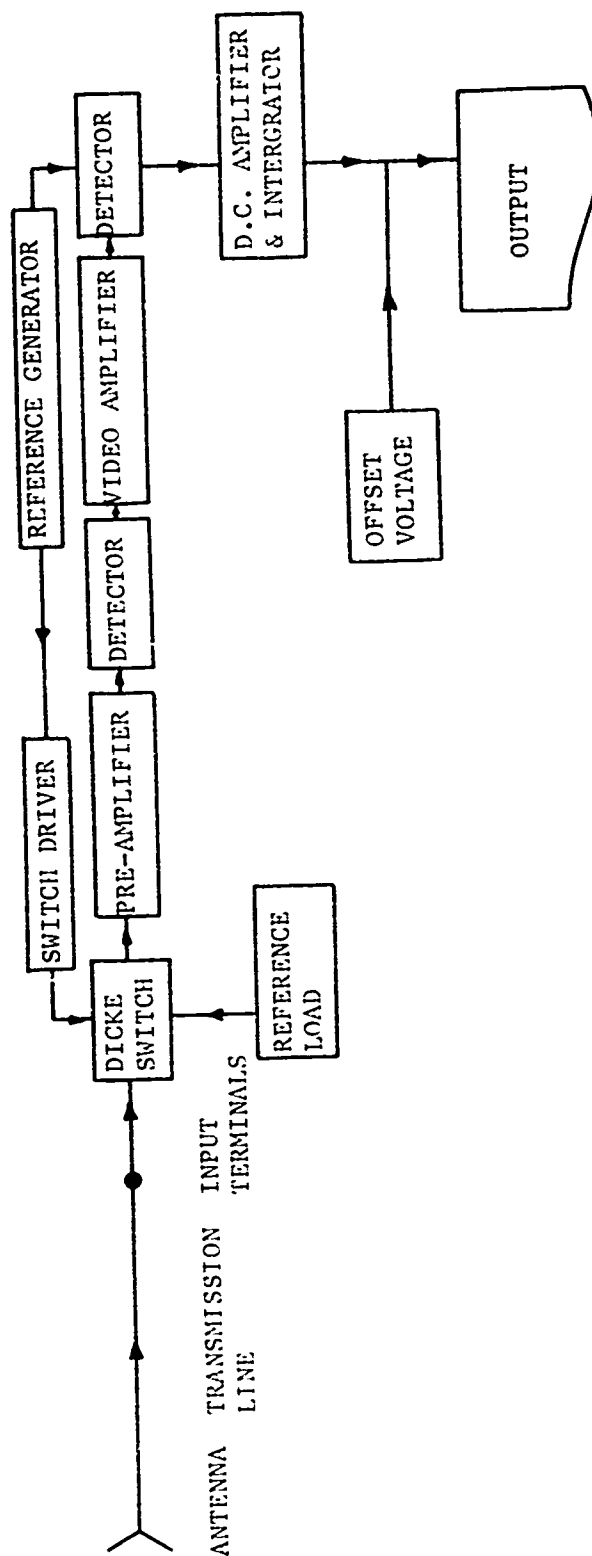 REFERENCE GENERATOR
SWITCH DRIVER
DICKE
SWITCH
PRE-AMPLIFIER
DETECTOR
VIDEO AMPLIFIER
DETECTOR
D.C. AMPLIFIER
& INTERGRATOR
REFERENCE
LOAD
OFFSET
VOLTAGE
OUTPUT
ANTENNA
TRANSMISSION
LINE
INPUT
TERMINALS